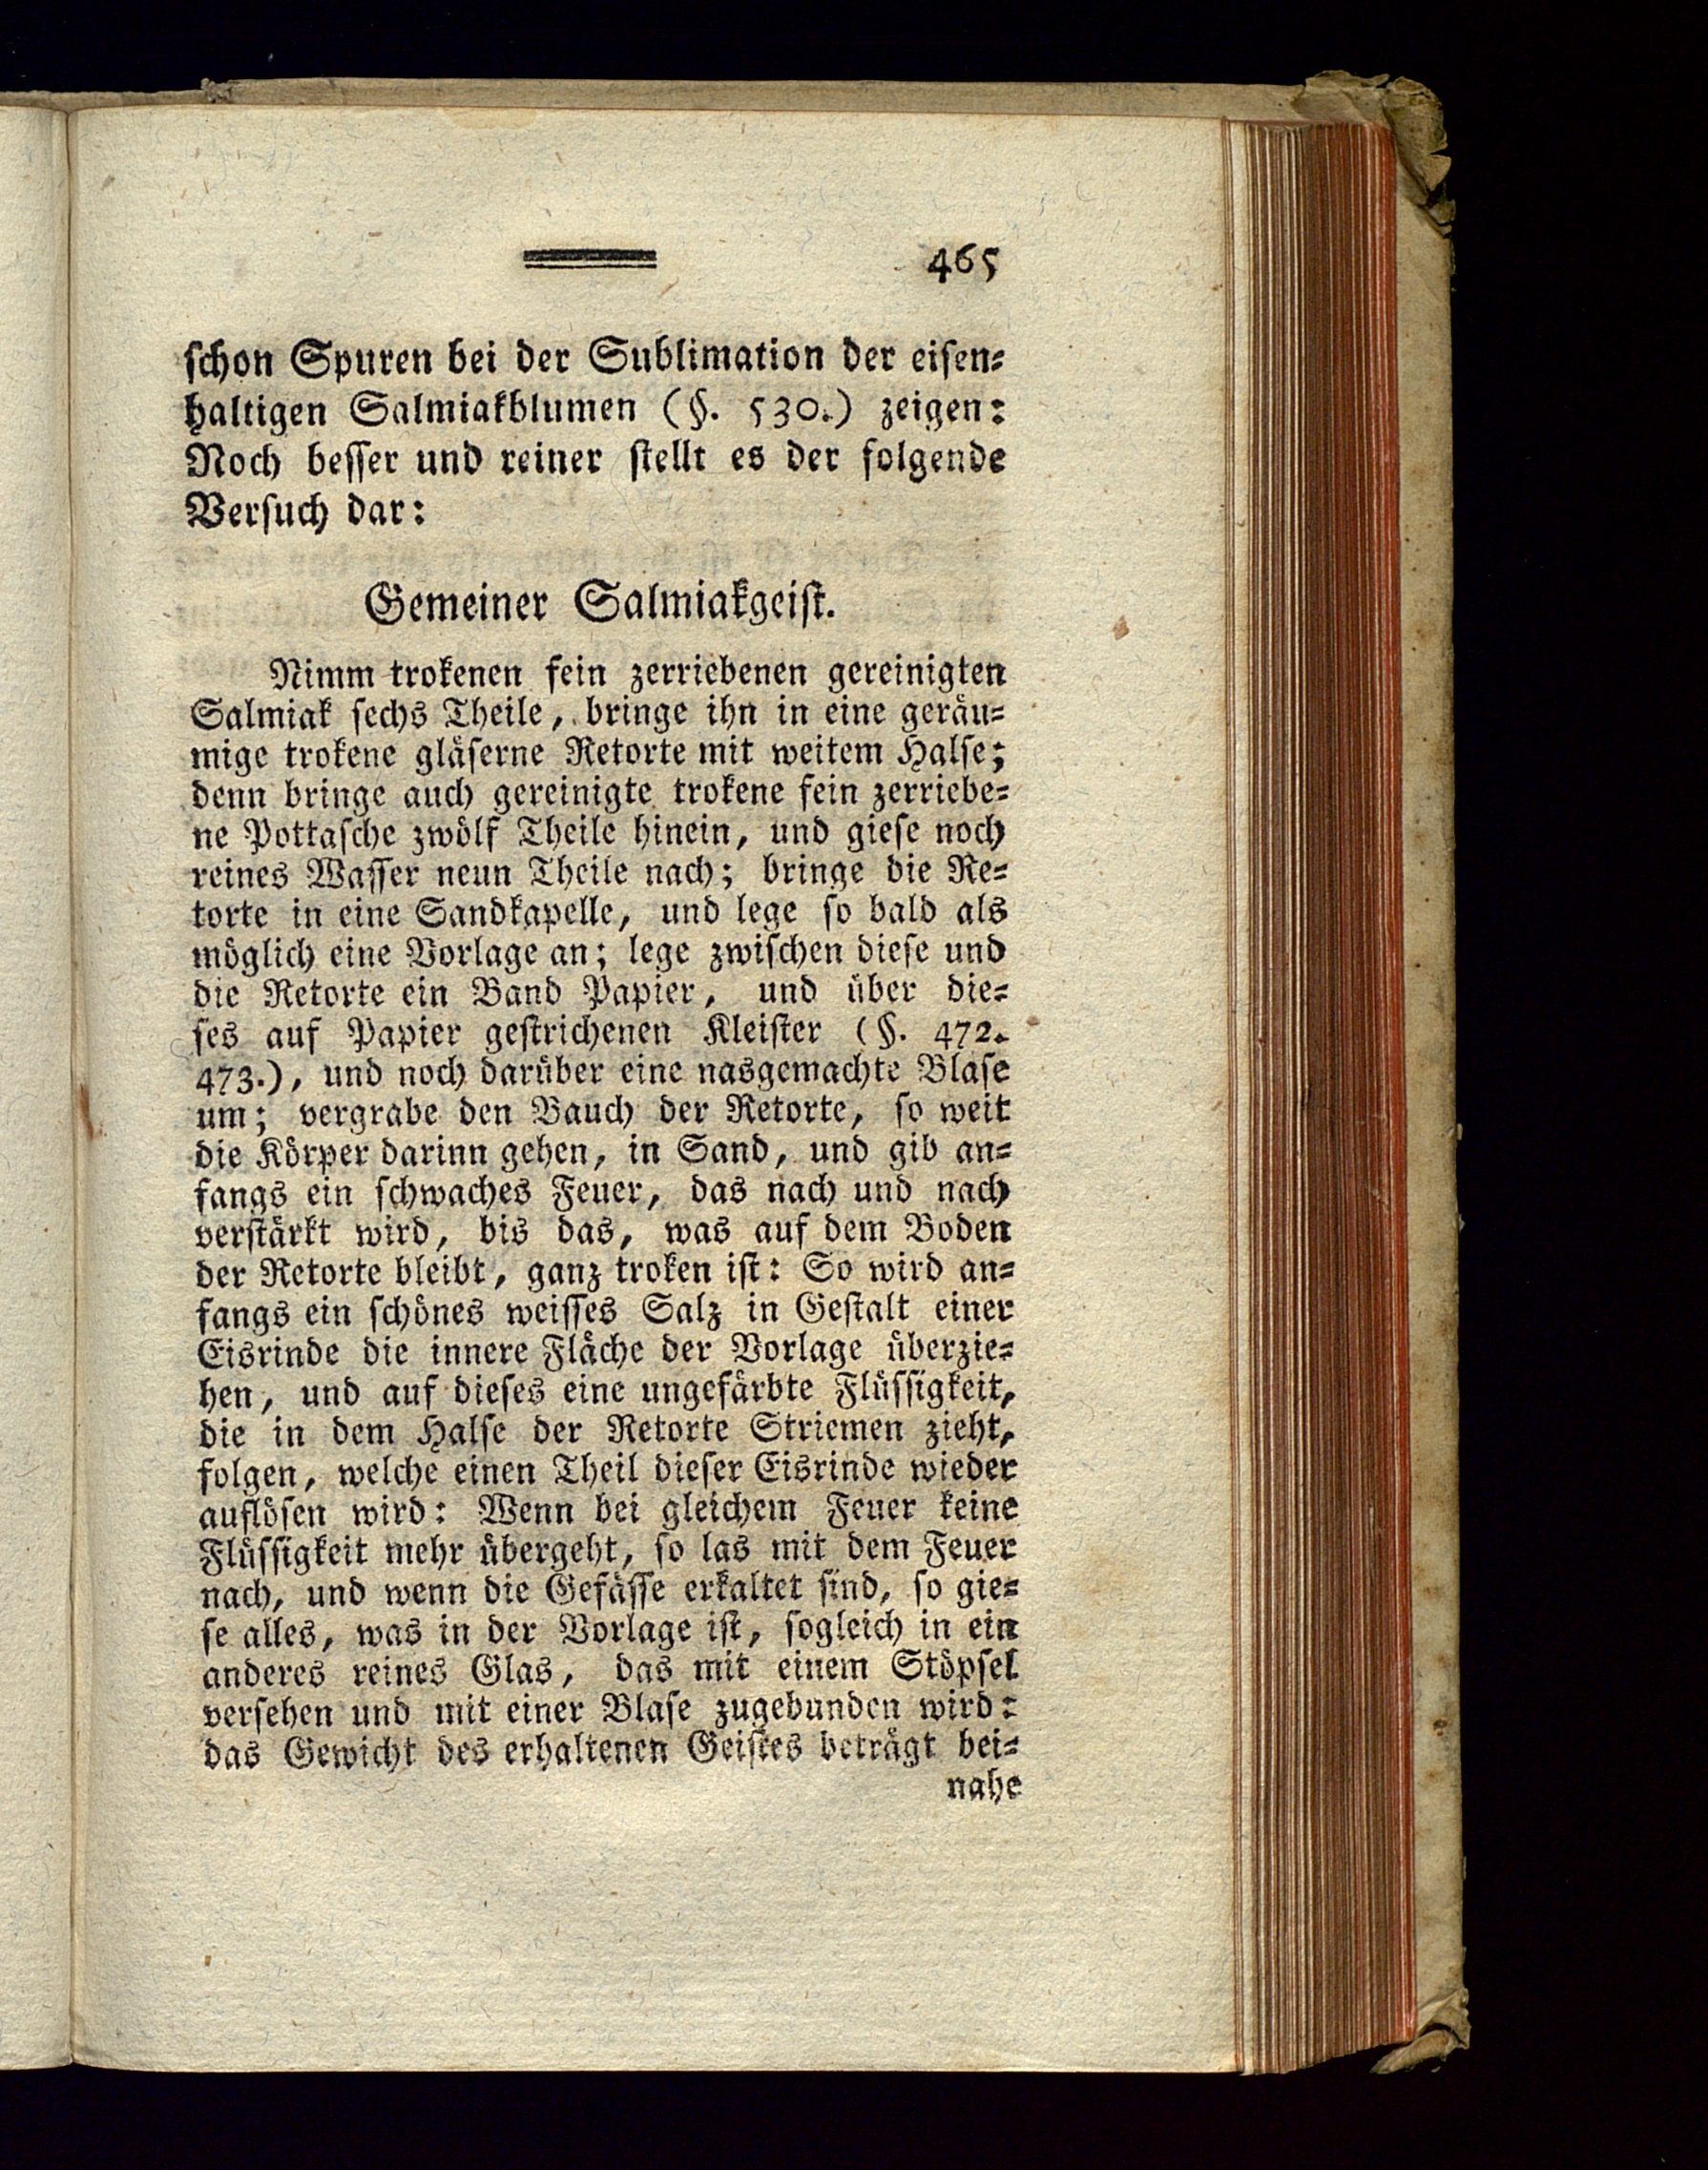 465
schon Spuren bei der Sublimation der eisen-
haltigen Salmiakblumen (§. 530.) zeigen:
Noch besser und reiner stellt es der folgende
Versuch dar:
Gemeiner Salmiakgeist.
Nimm trokenen fein zerriebenen gereinigten
Salmiak sechs Theile, bringe ihn in eine geräu-
mige trokene gläserne Retorte mit weitem Halse;
denn bringe auch gereinigte trokene fein zerriebe-
ne Pottasche zwölf Theile hinein, und giese noch
reines Wasser neun Theile nach; bringe die Re-
torte in eine Sandkapelle, und lege so bald als
möglich eine Vorlage an; lege zwischen diese und
die Retorte ein Band Papier, und über die-
ses auf Papier gestrichenen Kleister (§. 472.
473.), und noch darüber eine nasgemachte Blase
um; vergrabe den Bauch der Retorte, so weit
die Körper darinn gehen, in Sand, und gib an-
fangs ein schwaches Feuer, das nach und nach
verstärkt wird, bis das, was auf dem Boden
der Retorte bleibt, ganz troken ist: So wird an-
fangs ein schönes weisses Salz in Gestalt einer
Eisrinde die innere Fläche der Vorlage überzie-
hen, und auf dieses eine ungefärbte Flüssigkeit,
die in dem Halse der Retorte Striemen zieht,
folgen, welche einen Theil dieser Eisrinde wieder
auflösen wird: Wenn bei gleichem Feuer keine
Flüssigkeit mehr übergeht, so las mit dem Feuer
nach, und wenn die Gefässe erkaltet sind, so gie-
se alles, was in der Vorlage ist, sogleich in ein
anderes reines Glas, das mit einem Stöpsel
versehen und mit einer Blase zugebunden wird:
das Gewicht des erhaltenen Geistes beträgt bei-
nahe